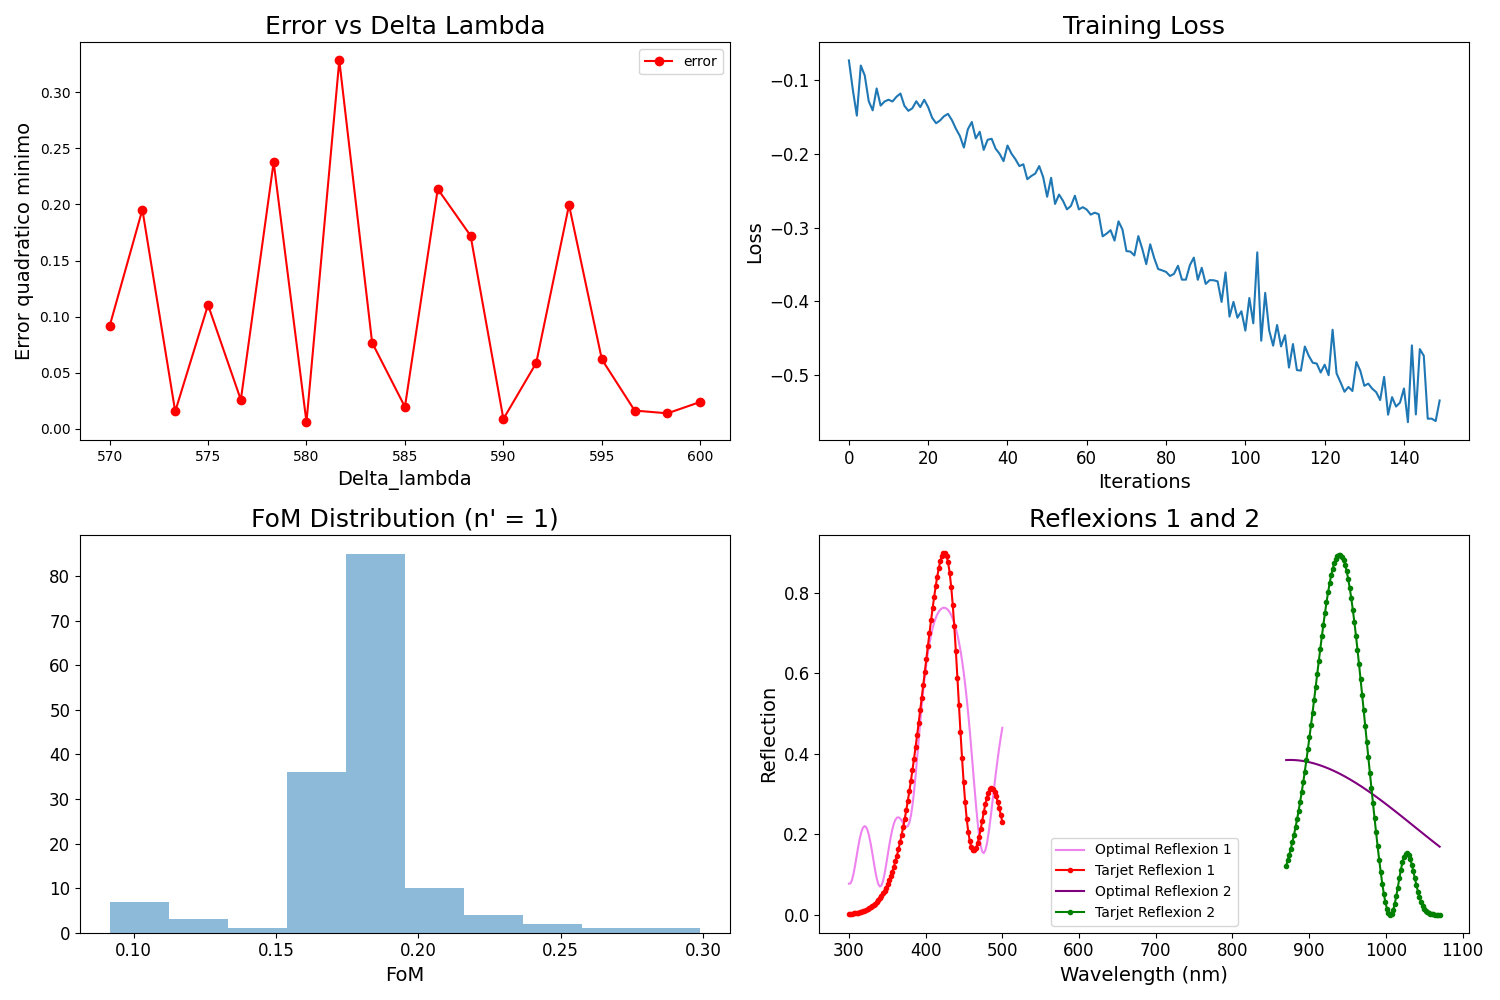 Error vs Delta Lambda
error
Error quadratico minimo
0.30
0.25
0.20
0.15
0.10
0.05
0.00
570 575 580 585 590 595 600
Delta_lambda
Training Loss
Loss
−0.1
−0.2
−0.3
−0.4
−0.5
0 20 40 60 80 100 120 140
Iterations
FoM Distribution (n' = 1)
80
70
60
50
40
30
20
10
0
0.10 0.15 0.20 0.25 0.30
FoM
Reflexions 1 and 2
Reflection
0.8
0.6
0.4
0.2
0.0
Optimal Reflexion 1
Tarjet Reflexion 1
Optimal Reflexion 2
Tarjet Reflexion 2
300 400 500 600 700 800 900 1000 1100
Wavelength (nm)